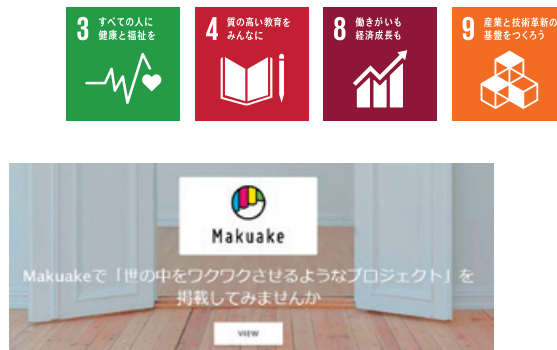 3 すべての人に
健康と福祉を
4 質の高い教育を
みんなに
8 働きがいも
経済成長も
9 産業と技術革新の
基盤をつくろう
Makuake
Makuakeで「世の中をワクワクさせるようなプロジェクト」を
掲載してみませんか
VIEW